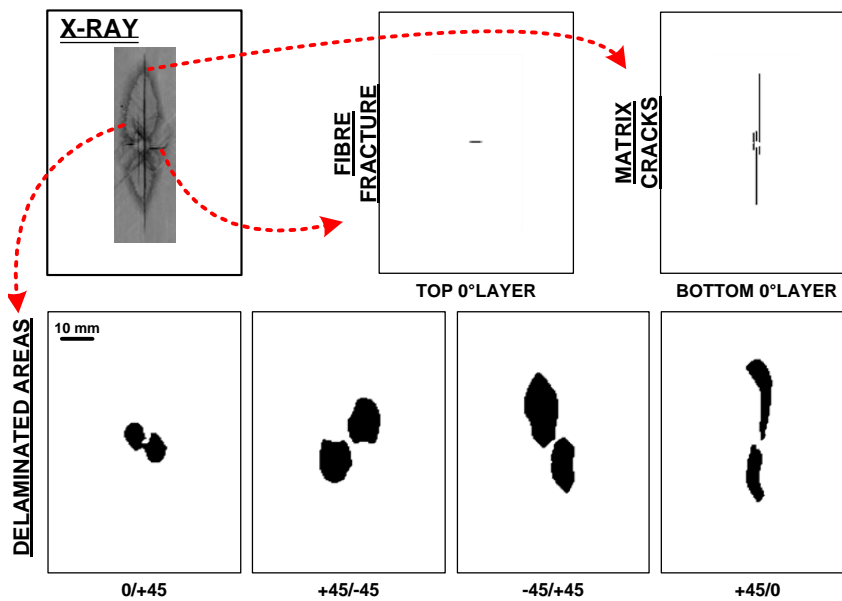 X-RAY
FIBRE
FRACTURE
MATRIX
CRACKS
TOP 0°LAYER
BOTTOM 0°LAYER
DELAMINATED AREAS
10 mm
0/+45
+45/-45
-45/+45
+45/0